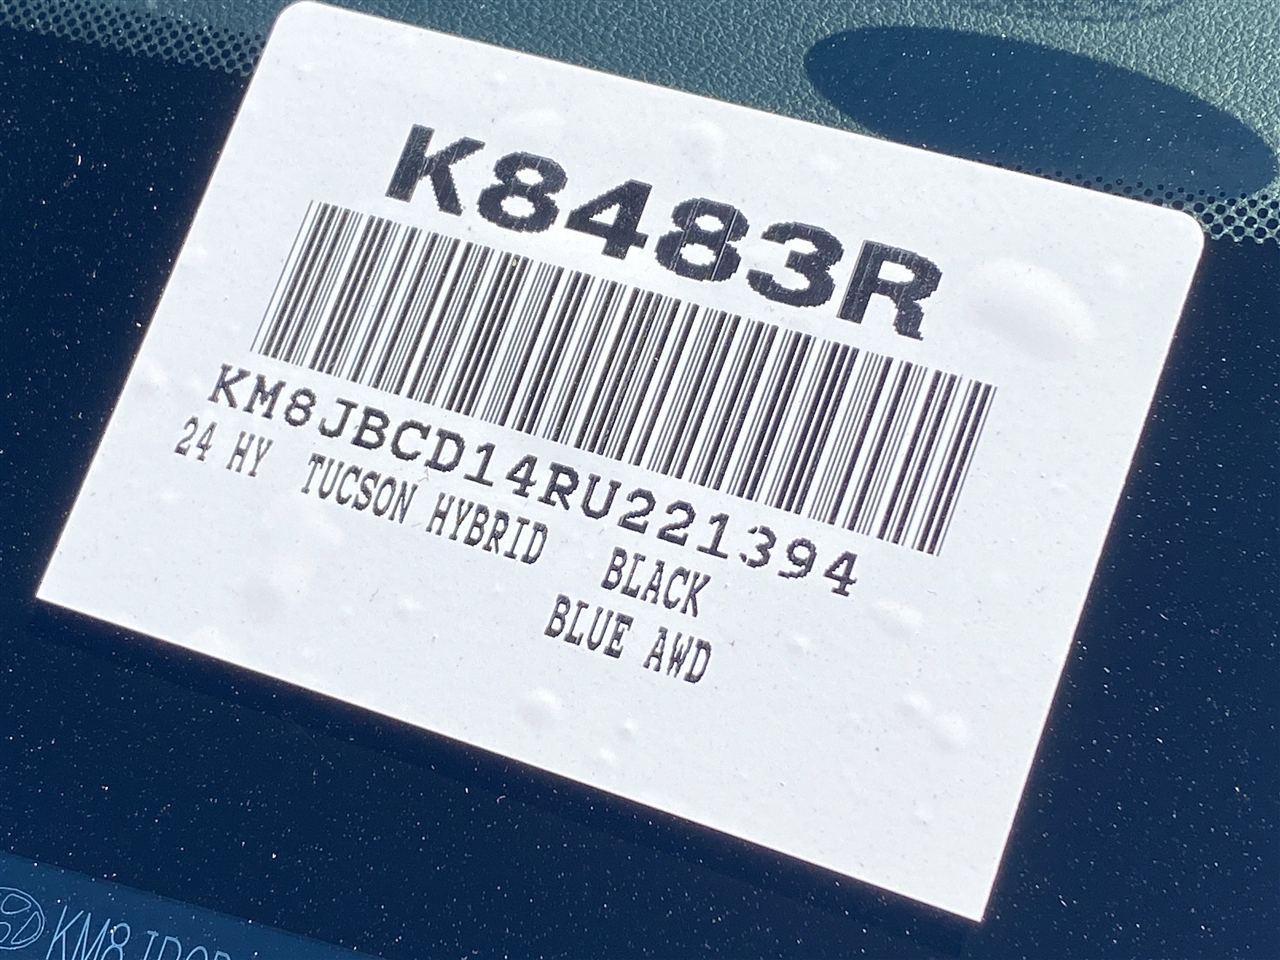 K8483R
KM8JBCD14RU221394
24 HY TUCSON HYBRID BLACK
BLUE AWD